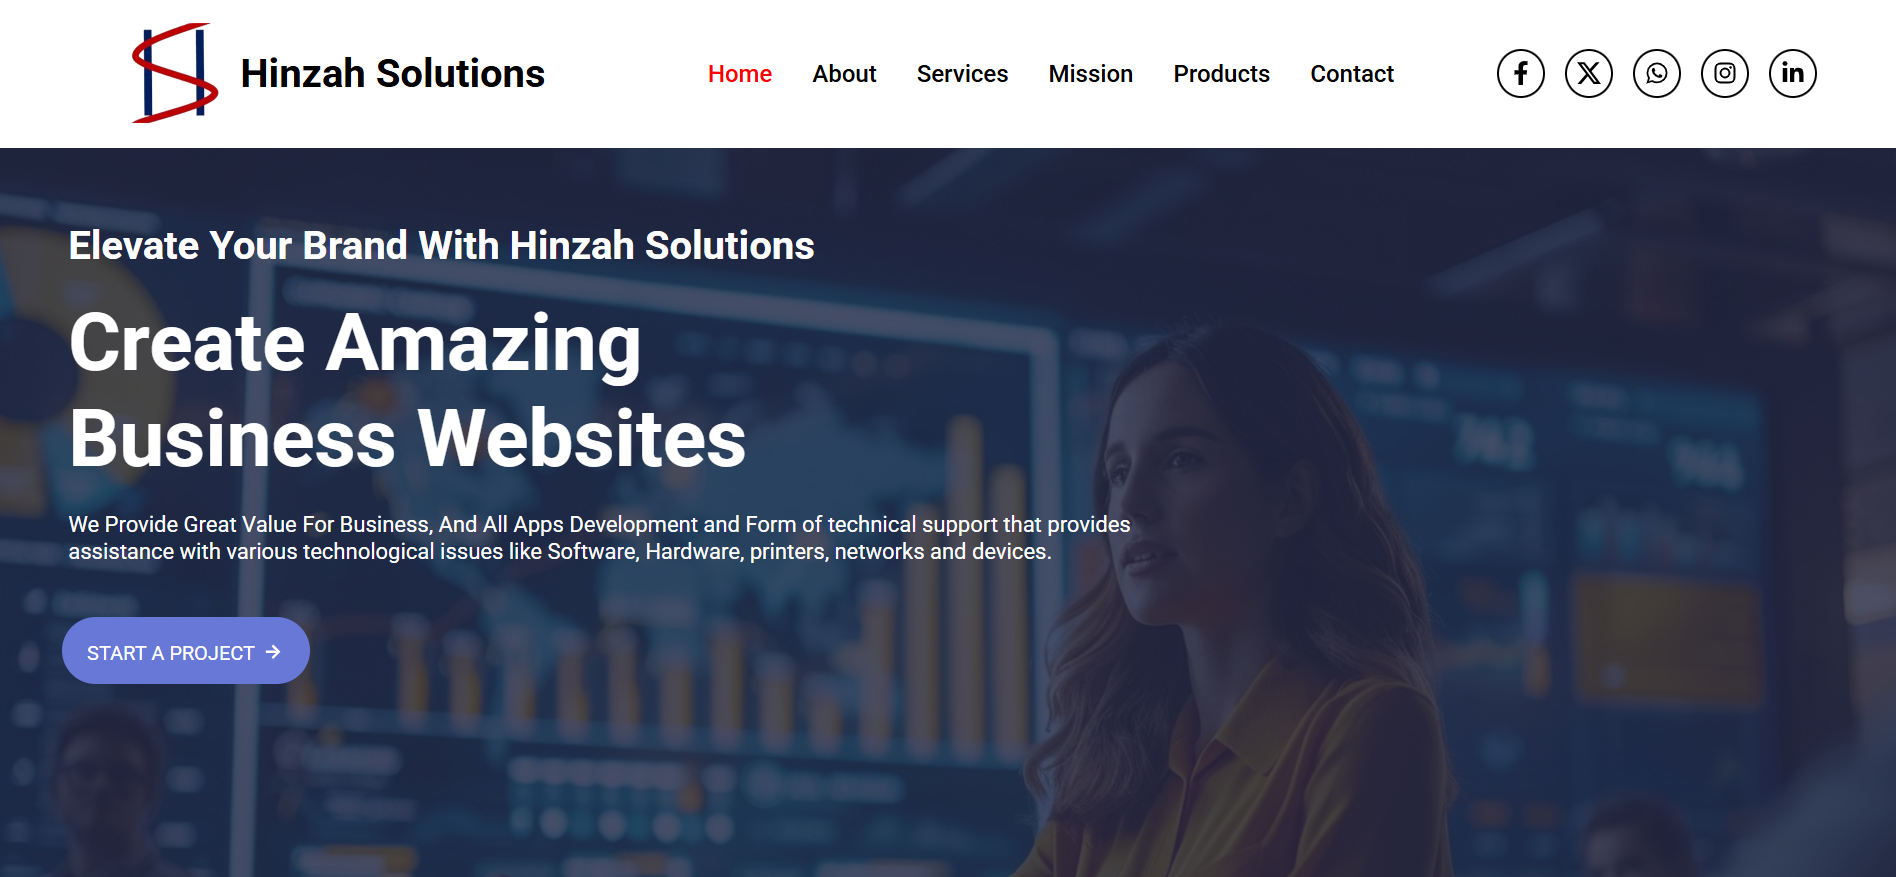 Hinzah Solutions
Home About Services Mission Products Contact
Elevate Your Brand With Hinzah Solutions
Create Amazing
Business Websites
We Provide Great Value For Business, And All Apps Development and Form of technical support that provides
assistance with various technological issues like Software, Hardware, printers, networks and devices.
START A PROJECT